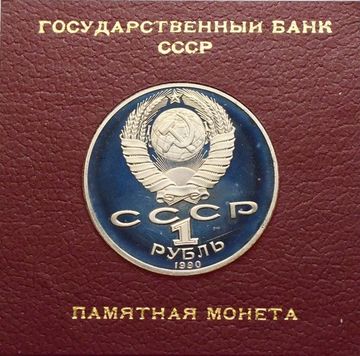 ГОСУДАРСТВЕННЫЙ БАНК
СССР
СССР
1
РУБЛЬ
1990
ПАМЯТНАЯ МОНЕТА